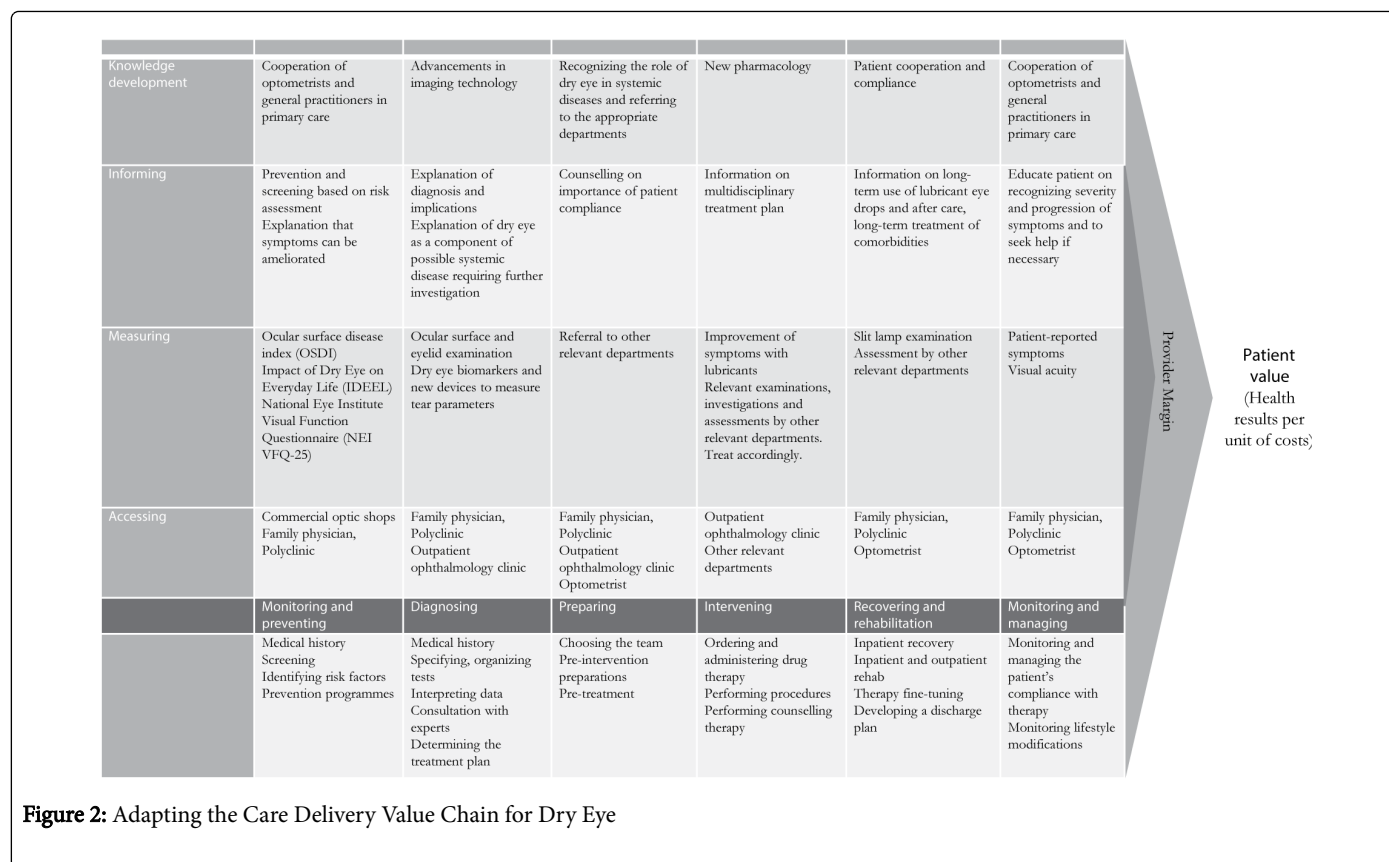 Knowledge
development
Cooperation of
optometrists and
general practitioners in
primary care
Advancements in
imaging technology
Recognizing the role of
dry eye in systemic
diseases and referring
to the appropriate
departments
New pharmacology
Patient cooperation and
compliance
Cooperation of
optometrists and
general
practitioners in
primary care
Informing
Prevention and
screening based on risk
assessment
Explanation that
symptoms can be
ameliorated
Explanation of
diagnosis and
implications
Explanation of dry eye
as a component of
possible systemic
disease requiring further
investigation
Counselling on
importance of patient
compliance
Information on
multidisciplinary
treatment plan
Information on long-
term use of lubricant eye
drops and after care,
long-term treatment of
comorbidities
Educate patient on
recognizing severity
and progression of
symptoms and to
seek help if
necessary
Measuring
Ocular surface disease
index (OSDI)
Impact of Dry Eye on
Everyday Life (IDEEL)
National Eye Institute
Visual Function
Questionnaire (NEI
VFQ-25)
Ocular surface and
eyelid examination
Dry eye biomarkers and
new devices to measure
tear parameters
Referral to other
relevant departments
Improvement of
symptoms with
lubricants
Relevant examinations,
investigations and
assessments by other
relevant departments.
Treat accordingly.
Slit lamp examination
Assessment by other
relevant departments
Patient-reported
symptoms
Visual acuity
Accessing
Commercial optic shops
Family physician,
Polyclinic
Family physician,
Polyclinic
Outpatient
ophthalmology clinic
Family physician,
Polyclinic
Outpatient
ophthalmology clinic
Optometrist
Outpatient
ophthalmology clinic
Other relevant
departments
Family physician,
Polyclinic
Optometrist
Family physician,
Polyclinic
Optometrist
Monitoring and
preventing
Diagnosing
Preparing
Intervening
Recovering and
rehabilitation
Monitoring and
managing
Medical history
Screening
Identifying risk factors
Prevention programmes
Medical history
Specifying, organizing
tests
Interpreting data
Consultation with
experts
Determining the
treatment plan
Choosing the team
Pre-intervention
preparations
Pre-treatment
Ordering and
administering drug
therapy
Performing procedures
Performing counselling
therapy
Inpatient recovery
Inpatient and outpatient
rehab
Therapy fine-tuning
Developing a discharge
plan
Monitoring and
managing the
patient's
compliance with
therapy
Monitoring lifestyle
modifications
Provider Margin
Patient
value
(Health
results per
unit of costs)
Figure 2: Adapting the Care Delivery Value Chain for Dry Eye